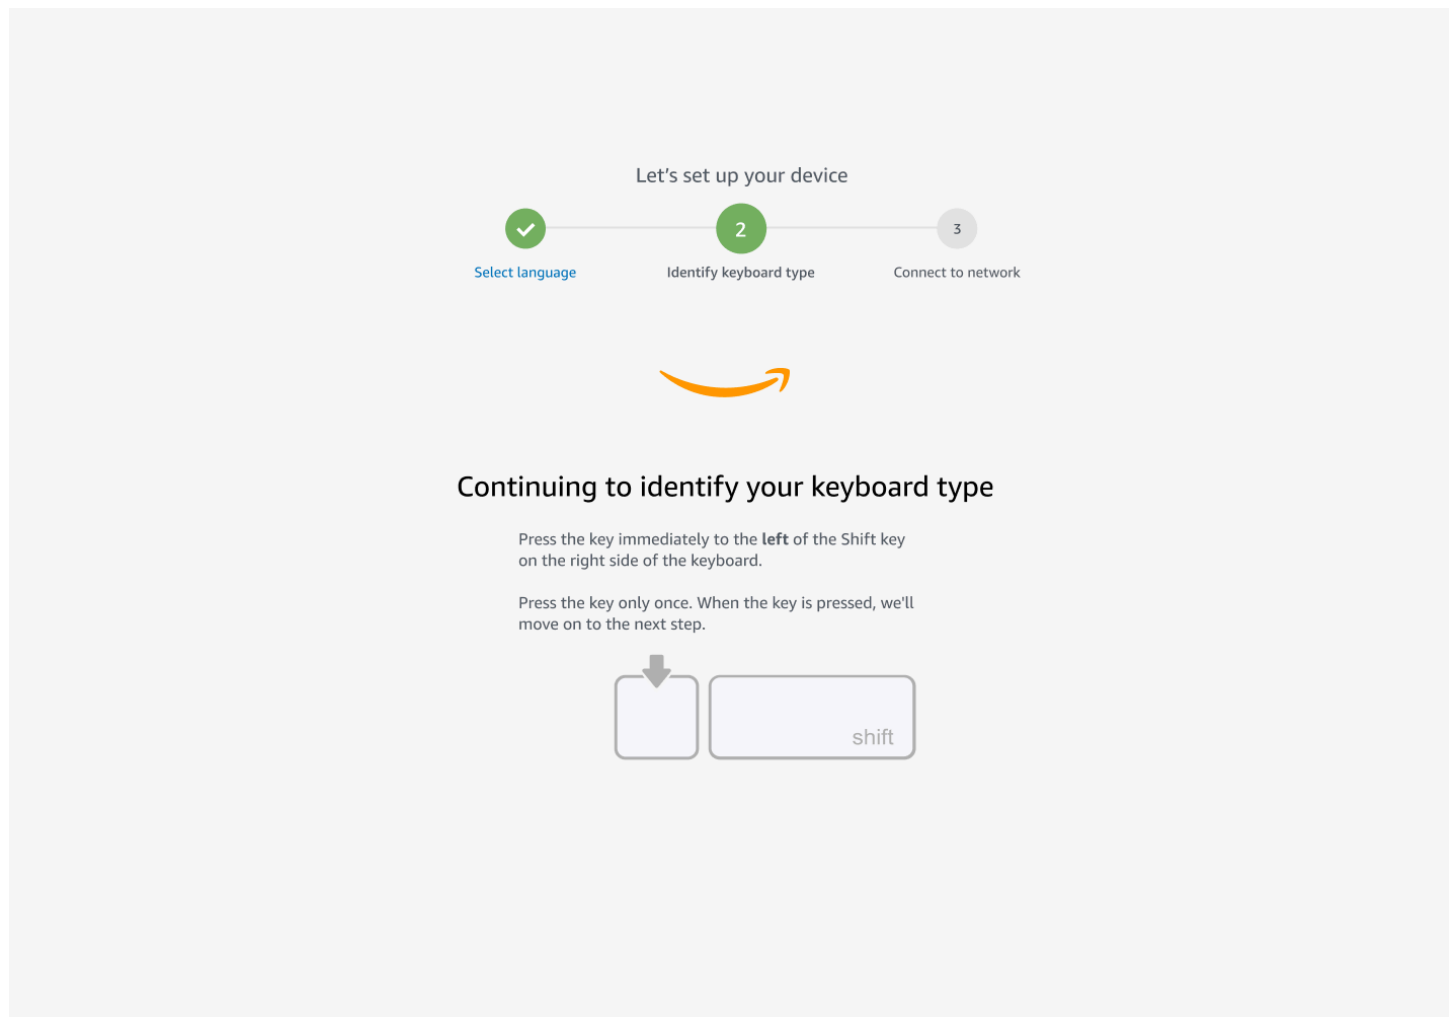 Let's set up your device
2
3
Select language
Identify keyboard type
Connect to network
Continuing to identify your keyboard type
Press the key immediately to the left of the Shift key
on the right side of the keyboard.
Press the key only once. When the key is pressed, we'll
move on to the next step.
shift